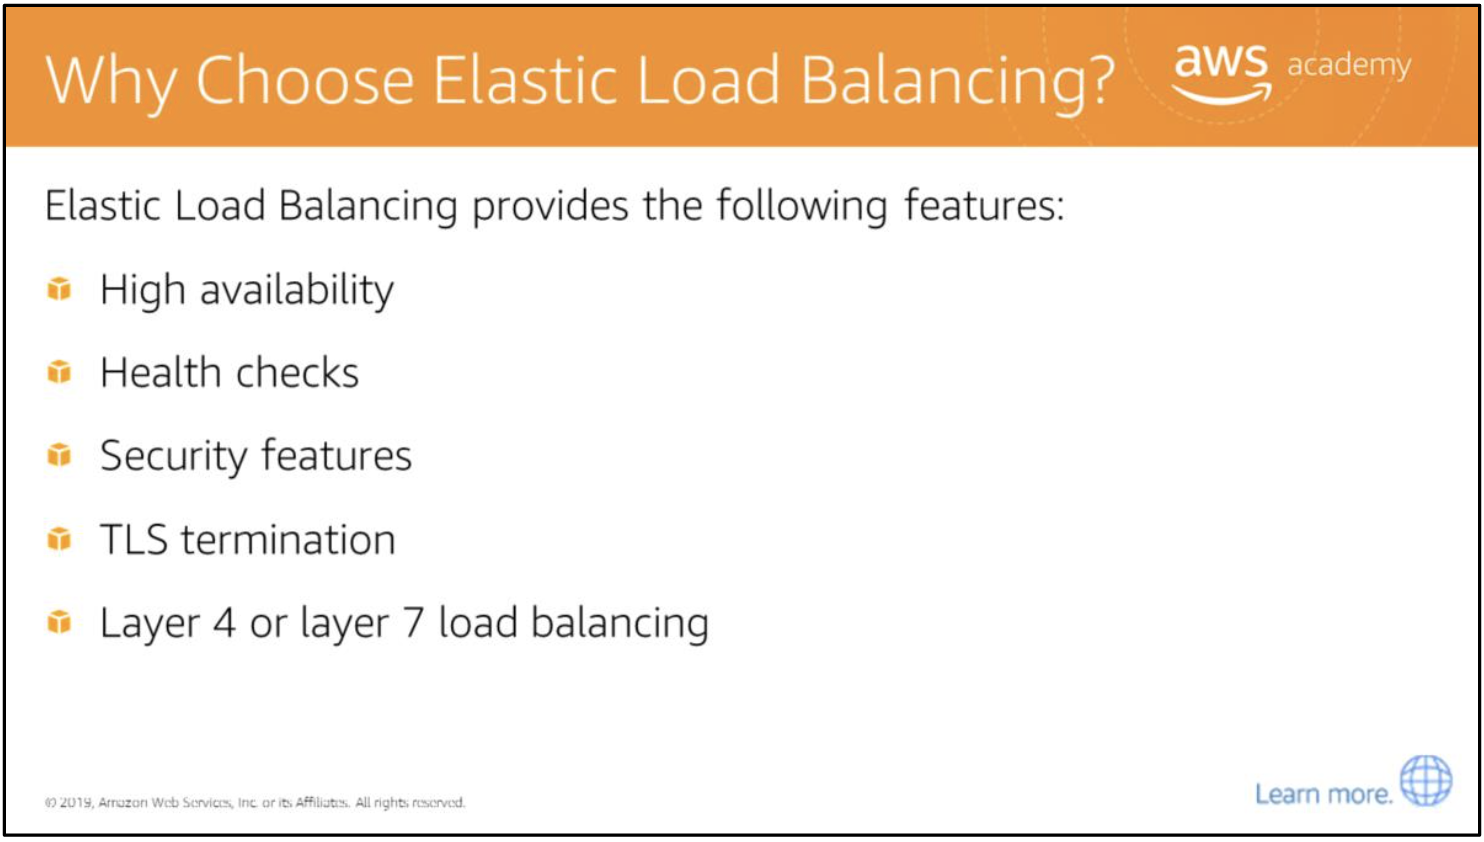 Why Choose Elastic Load Balancing?
aws academy
Elastic Load Balancing provides the following features:
High availability
Health checks
Security features
TLS termination
Layer 4 or layer 7 load balancing
© 2019, Amazon Web Services, Inc. or its Affiliates. All rights reserved.
Learn more.